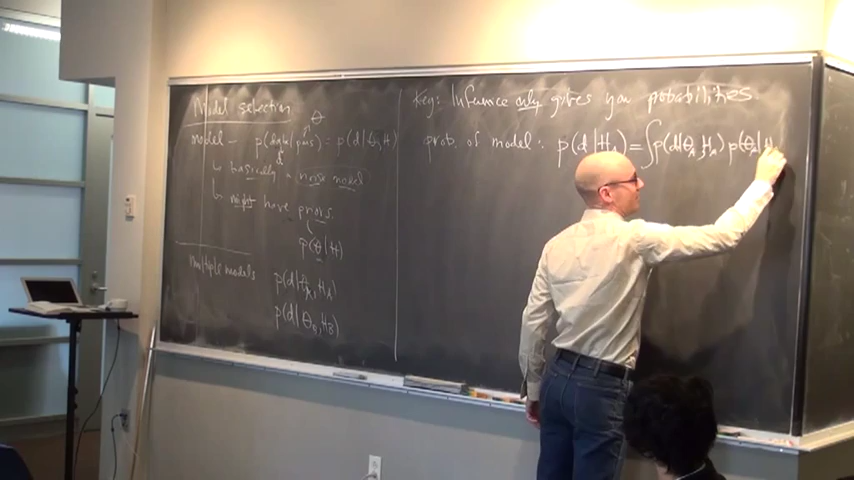 Model selection
θ
model – p(data | pars) = p(d | θ, H)
↳ basically a noise model
↳ might have priors
p(θ | H)
Multiple models
p(d | θ_A, H_A)
p(d | θ_B, H_B)
Key: Inference only gives you probabilities.
prob. of model: p(d | H_A) = ∫ p(d | θ_A, H_A) p(θ_A |